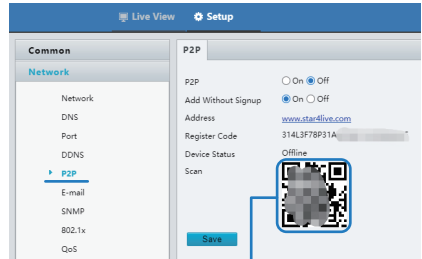 Live View Setup
Common
Network
Network
DNS
Port
DDNS
P2P
E-mail
SNMP
802.1x
QoS
P2P
P2P On Off
Add Without Signup On Off
Address www.star4live.com
Register Code 314L3F78P31A
Device Status Offline
Scan
Save